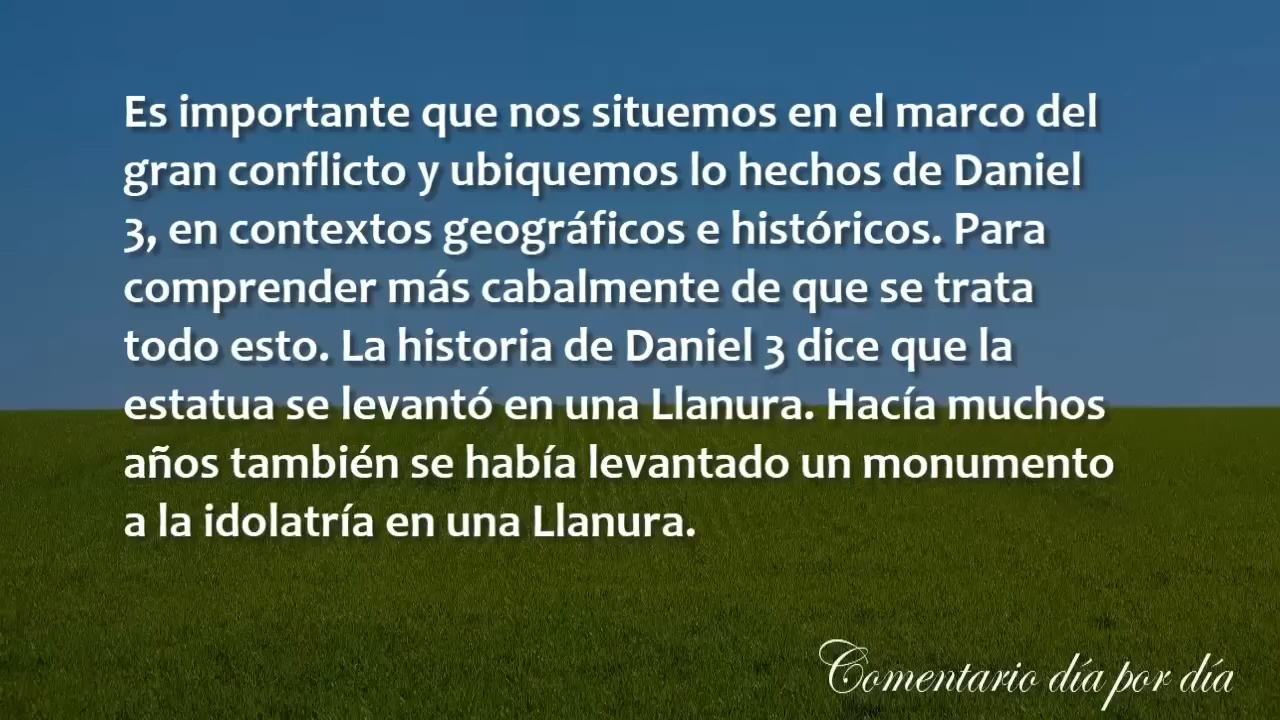 Es importante que nos situemos en el marco del
gran conflicto y ubiquemos lo hechos de Daniel
3, en contextos geográficos e históricos. Para
comprender más cabalmente de que se trata
todo esto. La historia de Daniel 3 dice que la
estatua se levantó en una Llanura. Hacía muchos
años también se había levantado un monumento
a la idolatría en una Llanura.
Comentario día por día